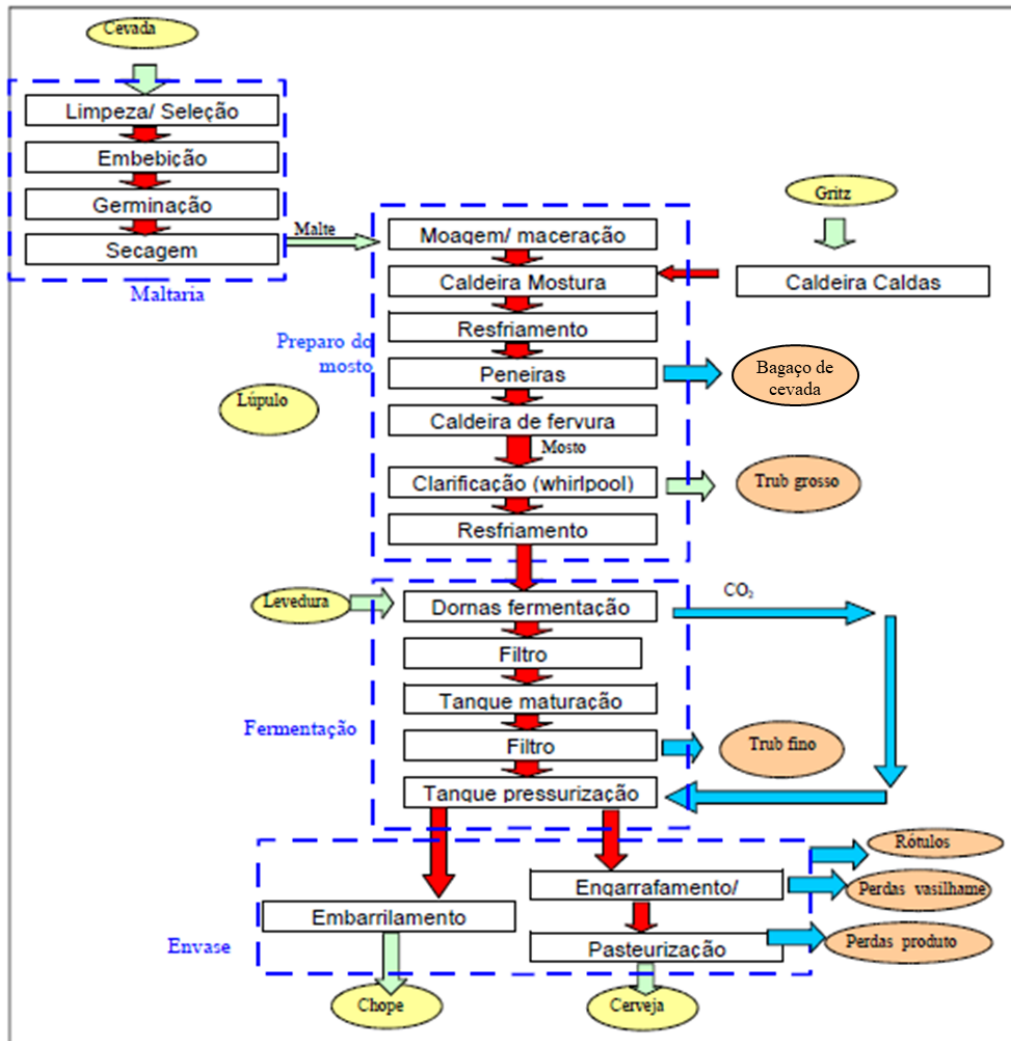 Cevada
Limpeza/ Seleção
Embebição
Germinação
Secagem
Malte
Maltaria
Gritz
Moagem/ maceração
Caldeira Mostura
Caldeira Caldas
Resfriamento
Preparo do
mosto
Peneiras
Bagaço de
cevada
Lúpulo
Caldeira de fervura
Mosto
Clarificação (whirlpool)
Trub grosso
Resfriamento
Levedura
Dornas fermentação
CO₂
Filtro
Tanque maturação
Fermentação
Filtro
Trub fino
Tanque pressurização
Rótulos
Engarrafamento/
Perdas vasilhame
Embarrilamento
Envase
Pasteurização
Perdas produto
Chope
Cerveja